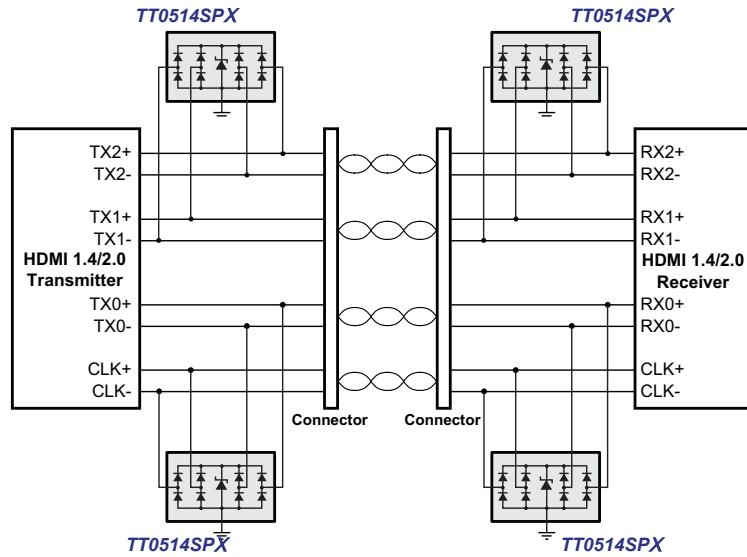 TT0514SPX
TT0514SPX
TX2+
TX2-
TX1+
TX1-
HDMI 1.4/2.0
Transmitter
TX0+
TX0-
CLK+
CLK-
RX2+
RX2-
RX1+
RX1-
HDMI 1.4/2.0
Receiver
RX0+
RX0-
CLK+
CLK-
Connector
Connector
TT0514SPX
TT0514SPX